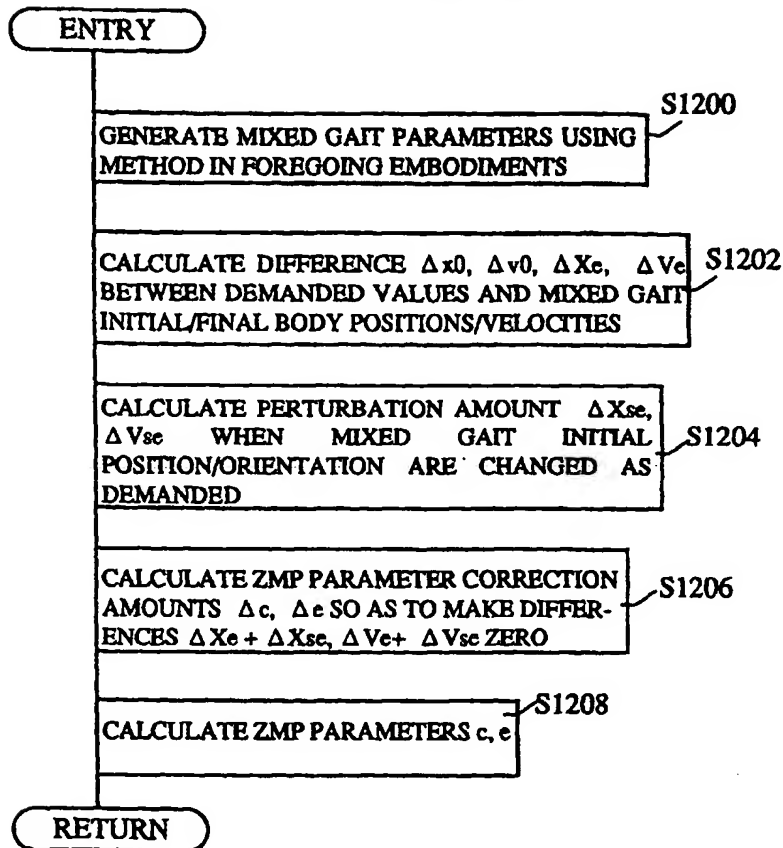 ENTRY
S1200
GENERATE MIXED GAIT PARAMETERS USING
METHOD IN FOREGOING EMBODIMENTS
S1202
CALCULATE DIFFERENCE Δx0, Δv0, ΔXe, ΔVe
BETWEEN DEMANDED VALUES AND MIXED GAIT
INITIAL/FINAL BODY POSITIONS/VELOCITIES
CALCULATE PERTURBATION AMOUNT ΔXse,
ΔVse WHEN MIXED GAIT INITIAL
POSITION/ORIENTATION ARE CHANGED AS
DEMANDED
S1204
CALCULATE ZMP PARAMETER CORRECTION
AMOUNTS Δc, Δe SO AS TO MAKE DIFFER-
ENCES ΔXe + ΔXse, ΔVe+ ΔVse ZERO
S1206
S1208
CALCULATE ZMP PARAMETERS c, e
RETURN